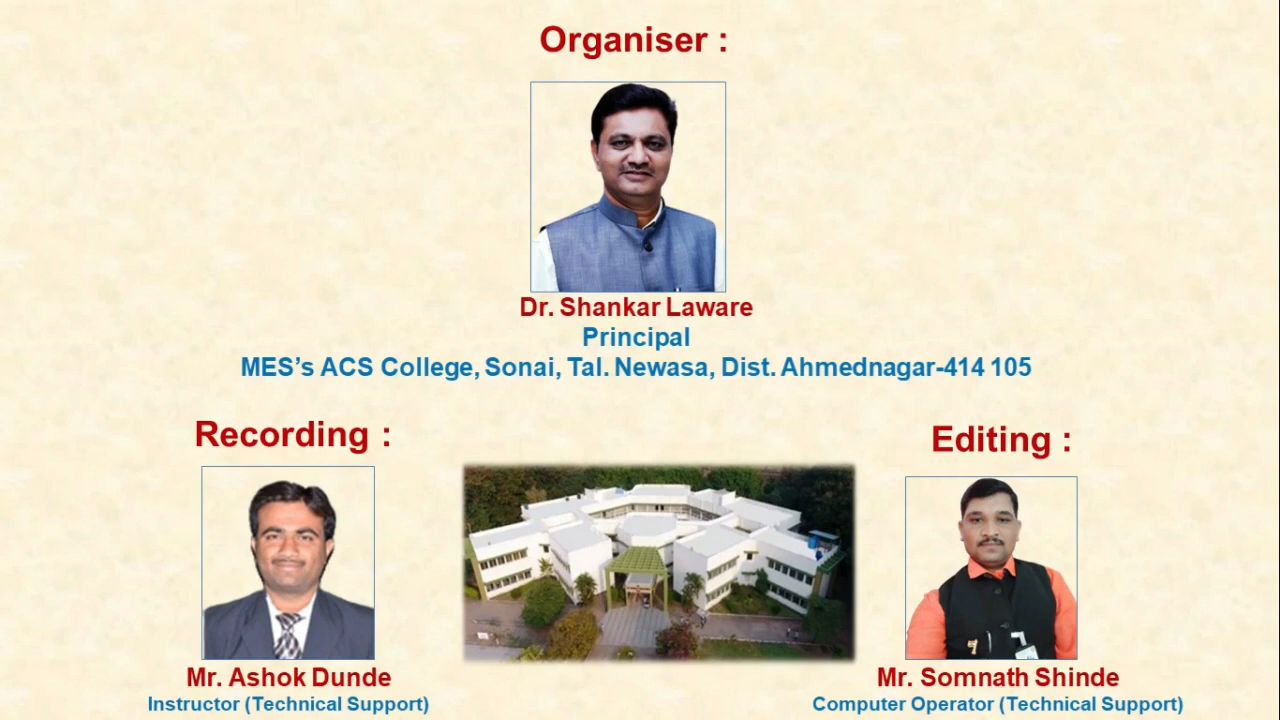 Organiser :
Dr. Shankar Laware
Principal
MES’s ACS College, Sonai, Tal. Newasa, Dist. Ahmednagar-414 105
Recording :
Editing :
Mr. Ashok Dunde
Instructor (Technical Support)
Mr. Somnath Shinde
Computer Operator (Technical Support)